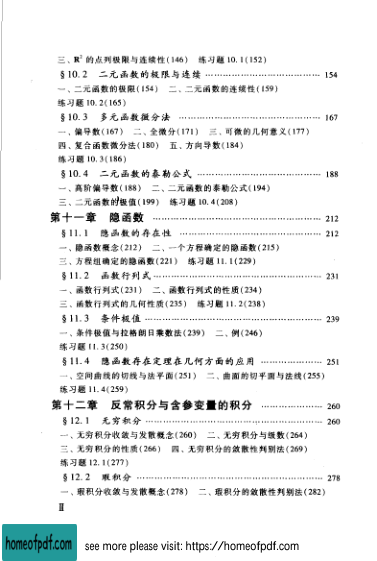 三、R² 的点列极限与连续性(146) 练习题 10.1(152)
§10.2 二元函数的极限与连续 …………………………… 154
一、二元函数的极限(154) 二、二元函数的连续性(159)
练习题 10.2(165)
§10.3 多元函数微分法 …………………………… 167
一、偏导数(167) 二、全微分(171) 三、可微的几何意义(177)
四、复合函数微分法(180) 五、方向导数(184)
练习题 10.3(186)
§10.4 二元函数的泰勒公式 …………………………… 188
一、高阶偏导数(188) 二、二元函数的泰勒公式(194)
三、二元函数的极值(199) 练习题 10.4(208)
第十一章 隐函数 …………………………… 212
§11.1 隐函数的存在性 …………………………… 212
一、隐函数概念(212) 二、一个方程确定的隐函数(215)
三、方程组确定的隐函数(221) 练习题 11.1(229)
§11.2 函数行列式 …………………………… 231
一、函数行列式(231) 二、函数行列式的性质(234)
三、函数行列式的几何性质(235) 练习题 11.2(238)
§11.3 条件极值 …………………………… 239
一、条件极值与拉格朗日乘数法(239) 二、例(246)
练习题 11.3(250)
§11.4 隐函数存在定理在几何方面的应用 ……………… 251
一、空间曲线的切线与法平面(251) 二、曲面的切平面与法线(255)
练习题 11.4(259)
第十二章 反常积分与含参变量的积分 ……………… 260
§12.1 无穷积分 …………………………… 260
一、无穷积分收敛与发散概念(260) 二、无穷积分与级数(264)
三、无穷积分的性质(266) 四、无穷积分的敛散性判别法(269)
练习题 12.1(277)
§12.2 瑕积分 …………………………… 278
一、瑕积分收敛与发散概念(278) 二、瑕积分的敛散性判别法(282)
Ⅱ
homeofpdf.com see more please visit: https://homeofpdf.com